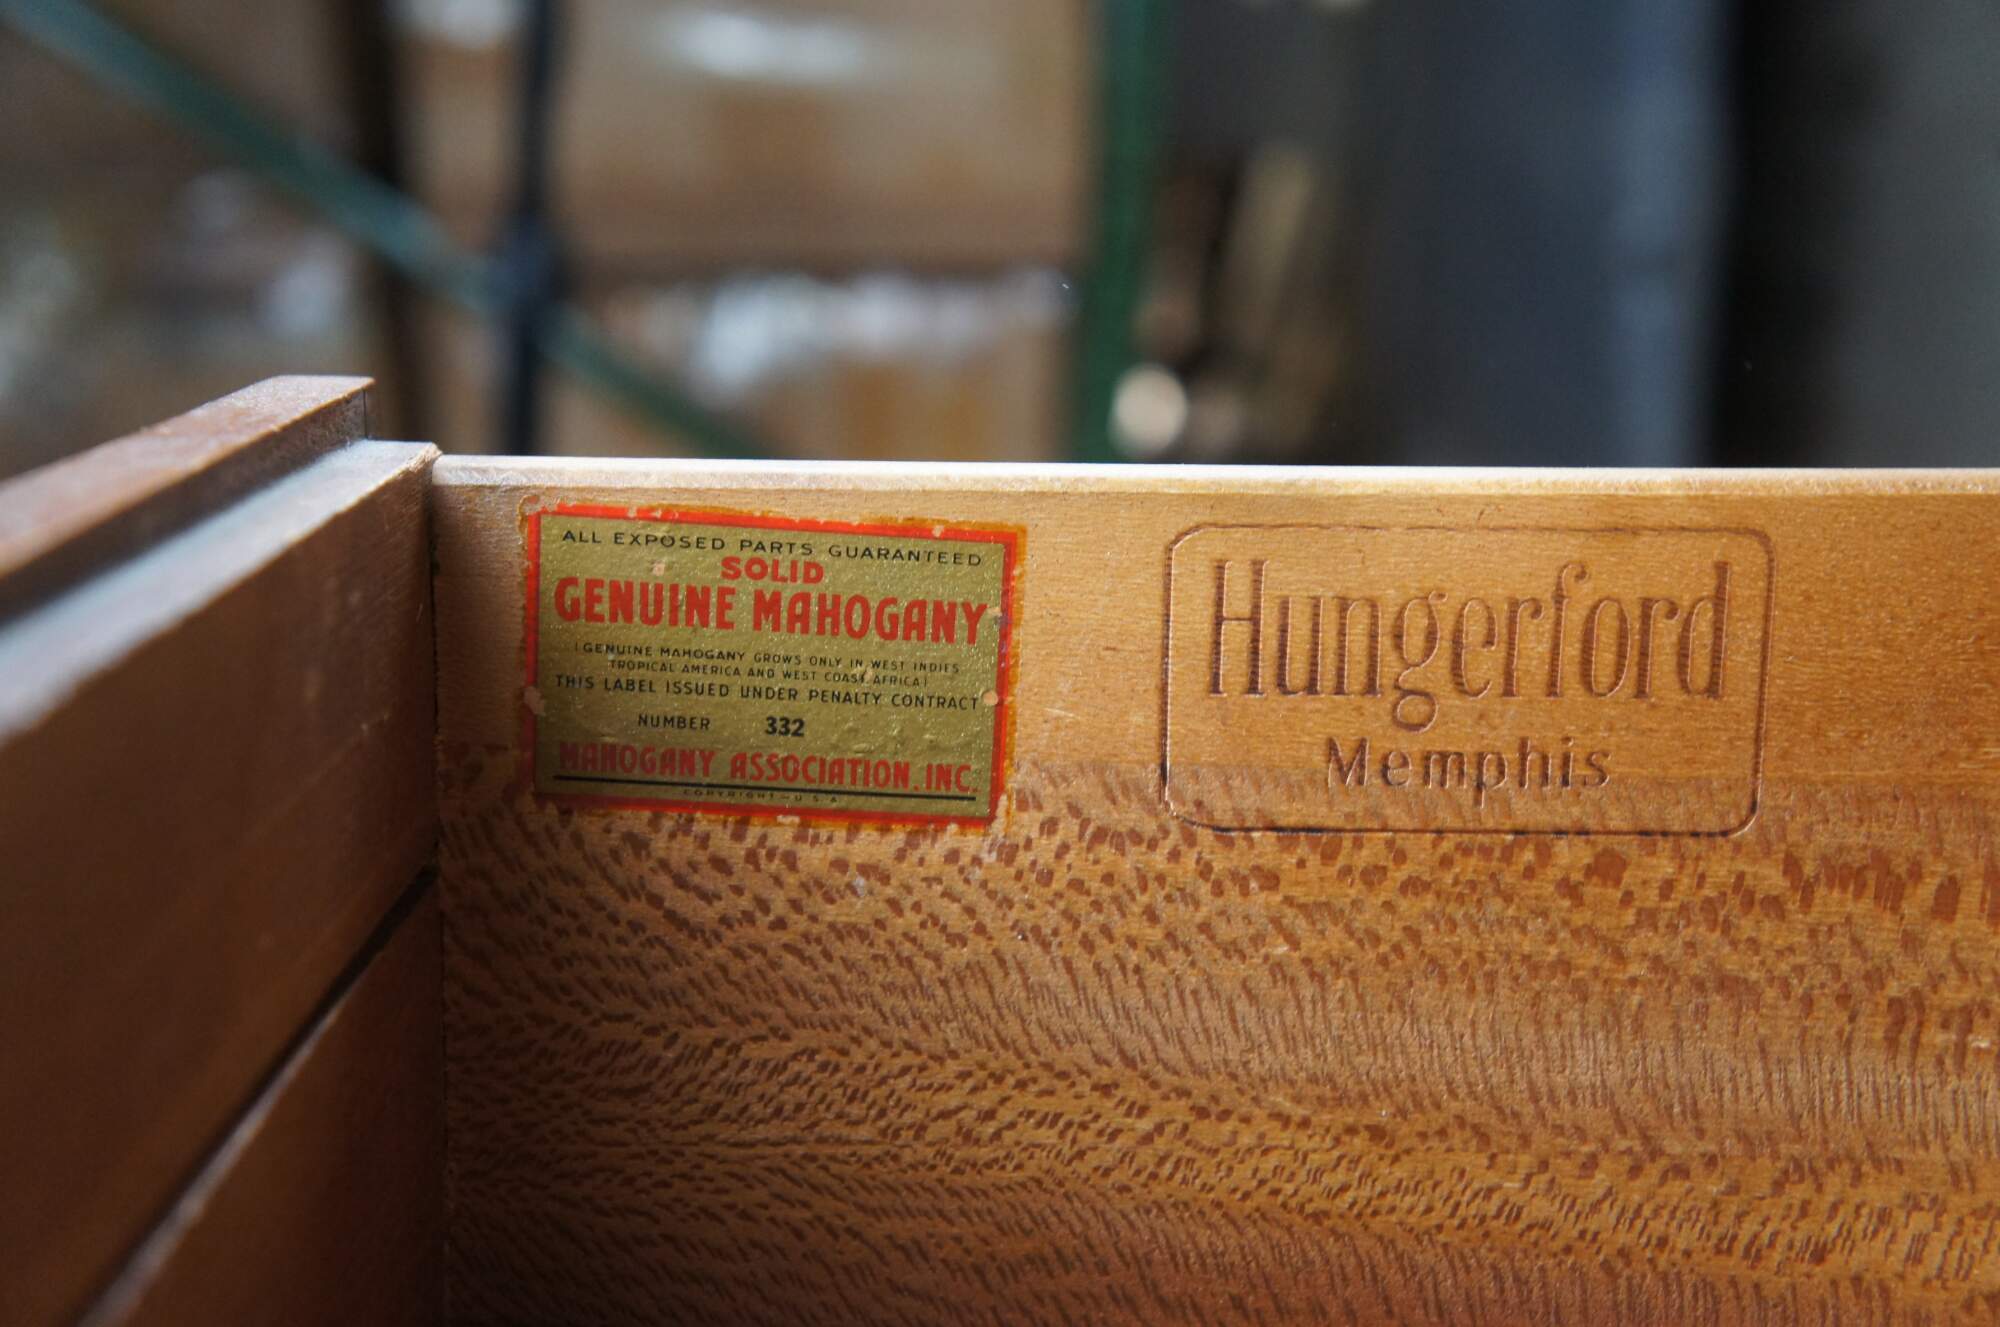 ALL EXPOSED PARTS GUARANTEED
SOLID
GENUINE MAHOGANY
(GENUINE MAHOGANY GROWS ONLY IN WEST INDIES
TROPICAL AMERICA AND WEST COAST AFRICA)
THIS LABEL ISSUED UNDER PENALTY CONTRACT
NUMBER 332
MAHOGANY ASSOCIATION, INC.
COPYRIGHT — U.S.A
Hungerford
Memphis